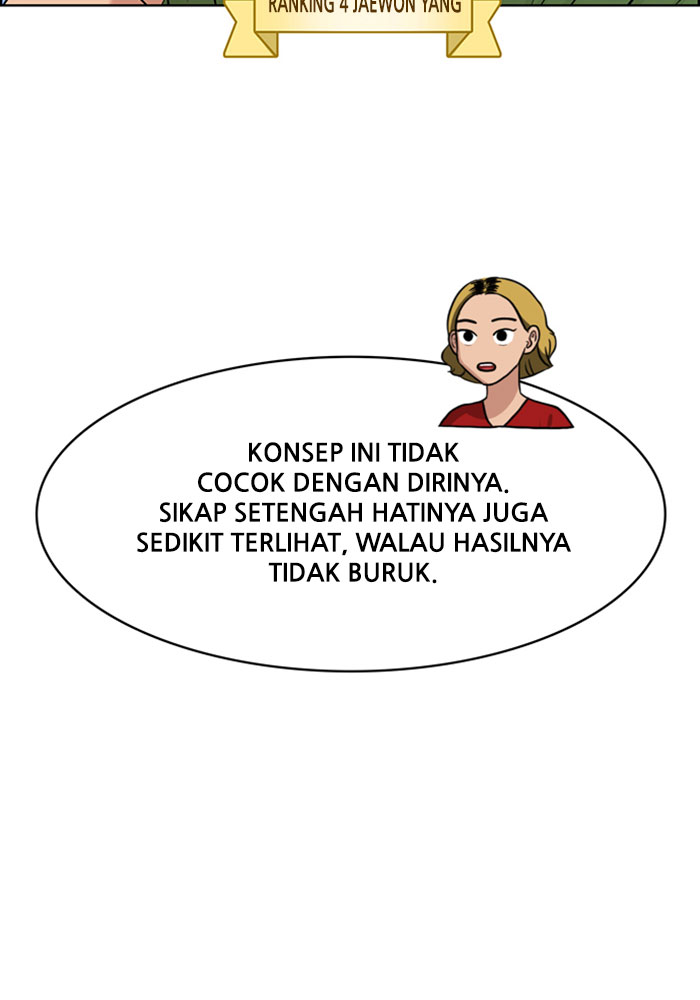 RANKING 4 JAEWON YANG
KONSEP INI TIDAK
COCOK DENGAN DIRINYA.
SIKAP SETENGAH HATINYA JUGA
SEDIKIT TERLIHAT, WALAU HASILNYA
TIDAK BURUK.